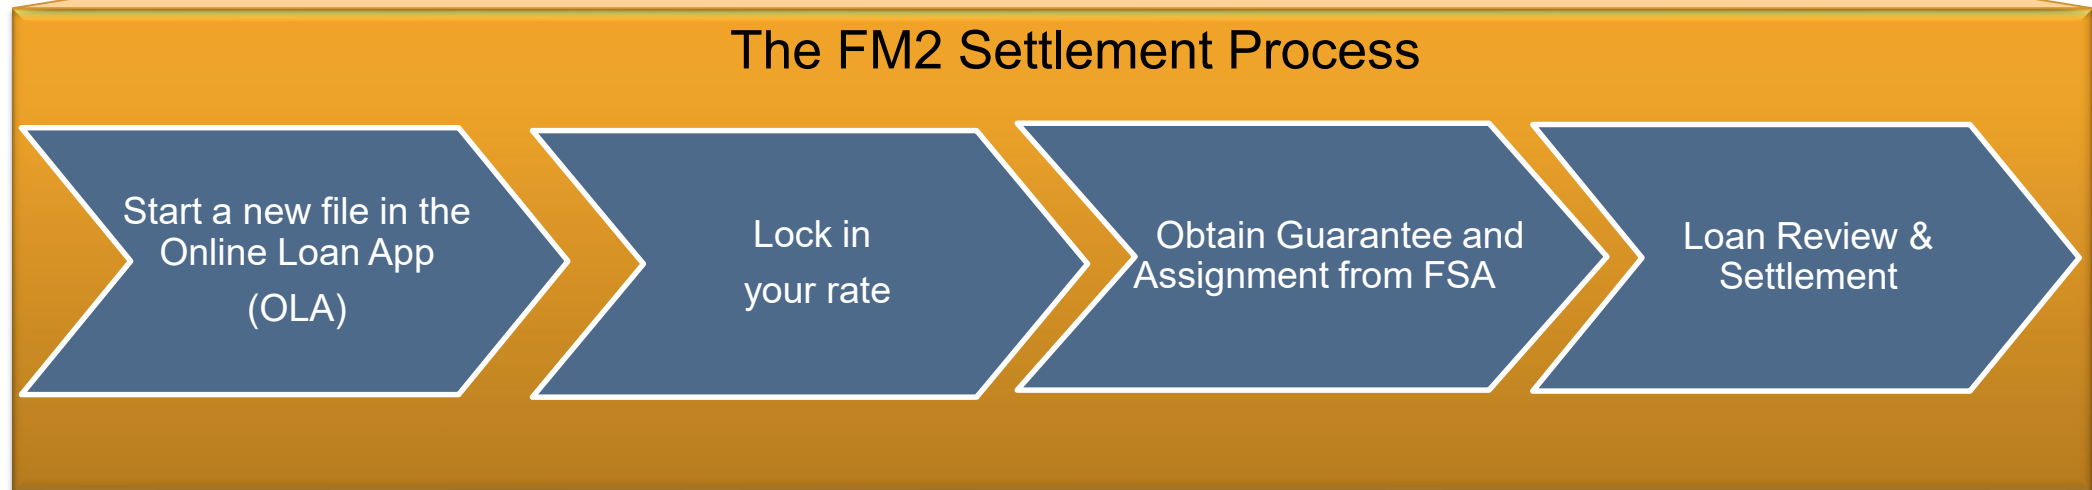 The FM2 Settlement Process
Start a new file in the
Online Loan App
(OLA)
Lock in
your rate
Obtain Guarantee and
Assignment from FSA
Loan Review &
Settlement